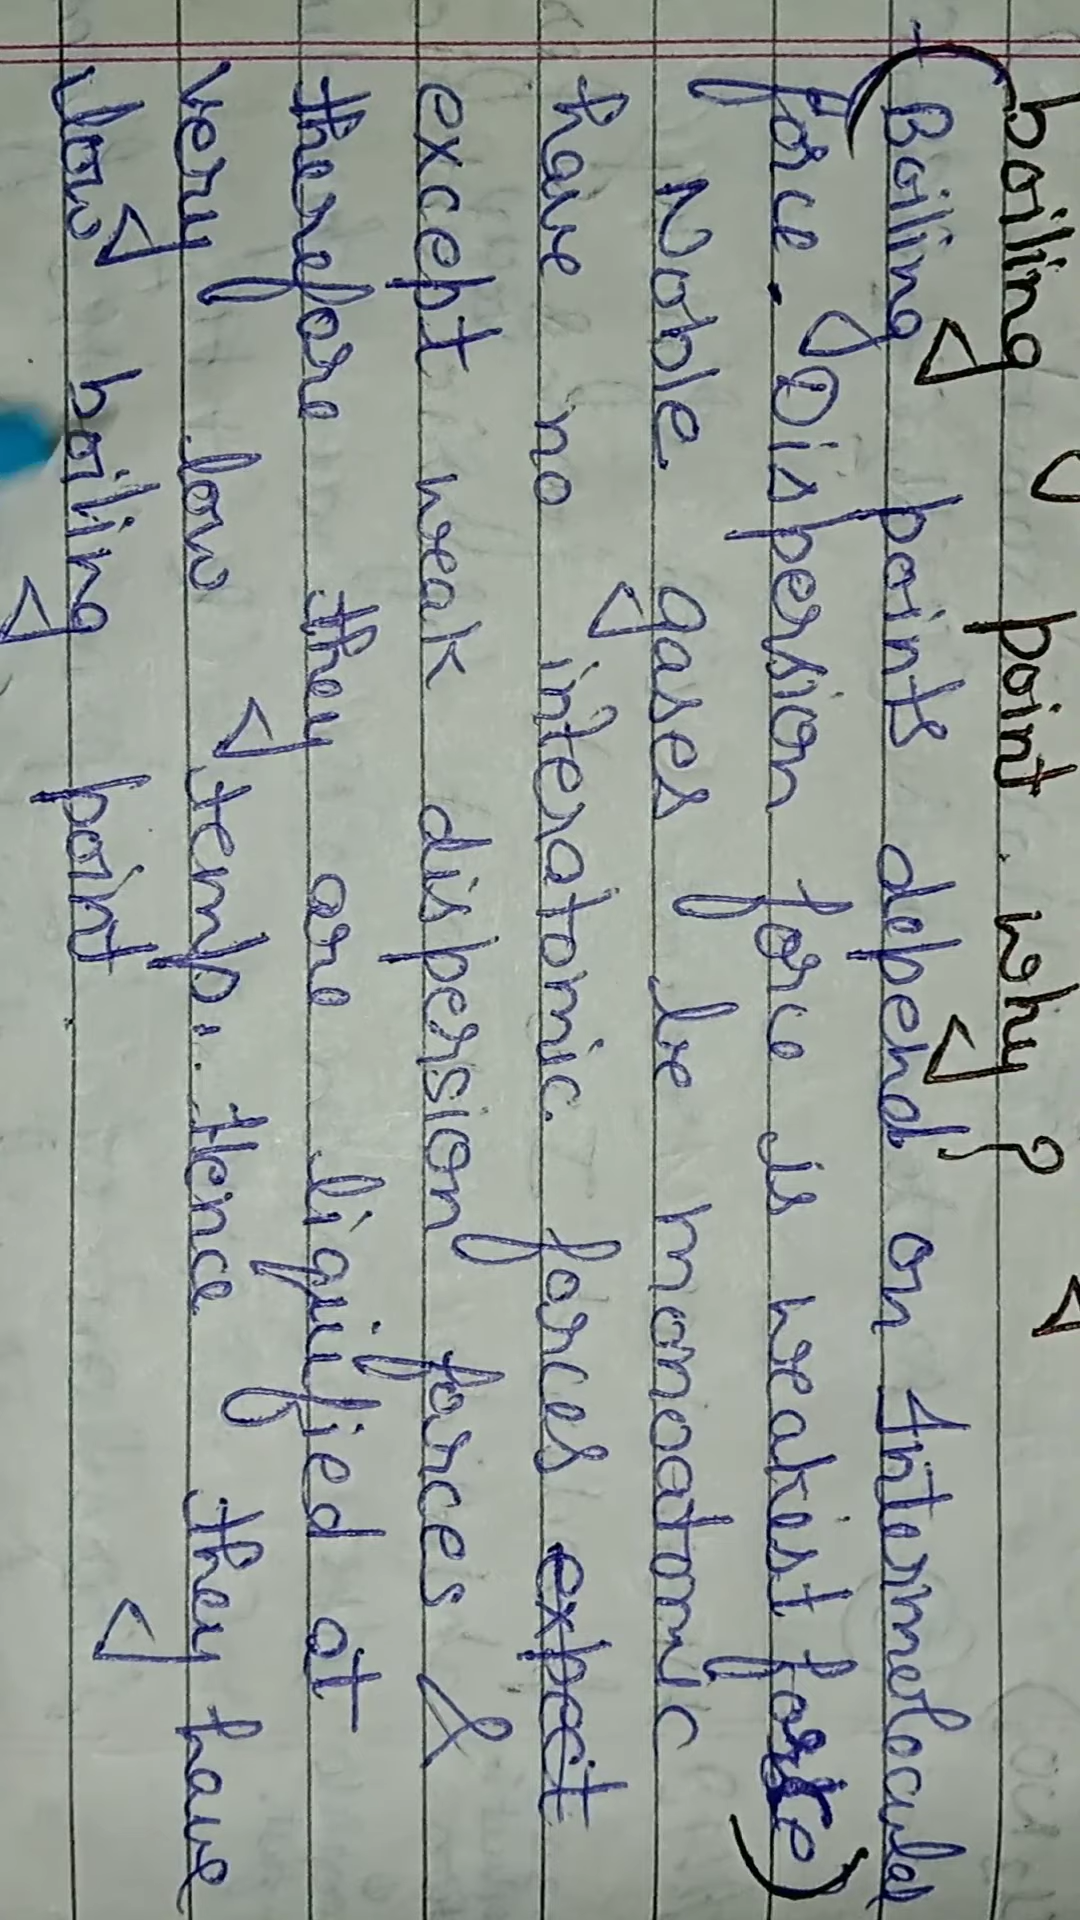 boiling point. why ?
( Boiling points depend on Intermolecular
force. Dispersion force is weakest force)
Noble gases be monoatomic
have no interatomic forces expect
except weak dispersion forces &
therefore they are liquified at
very low temp. Hence they have
low boiling point